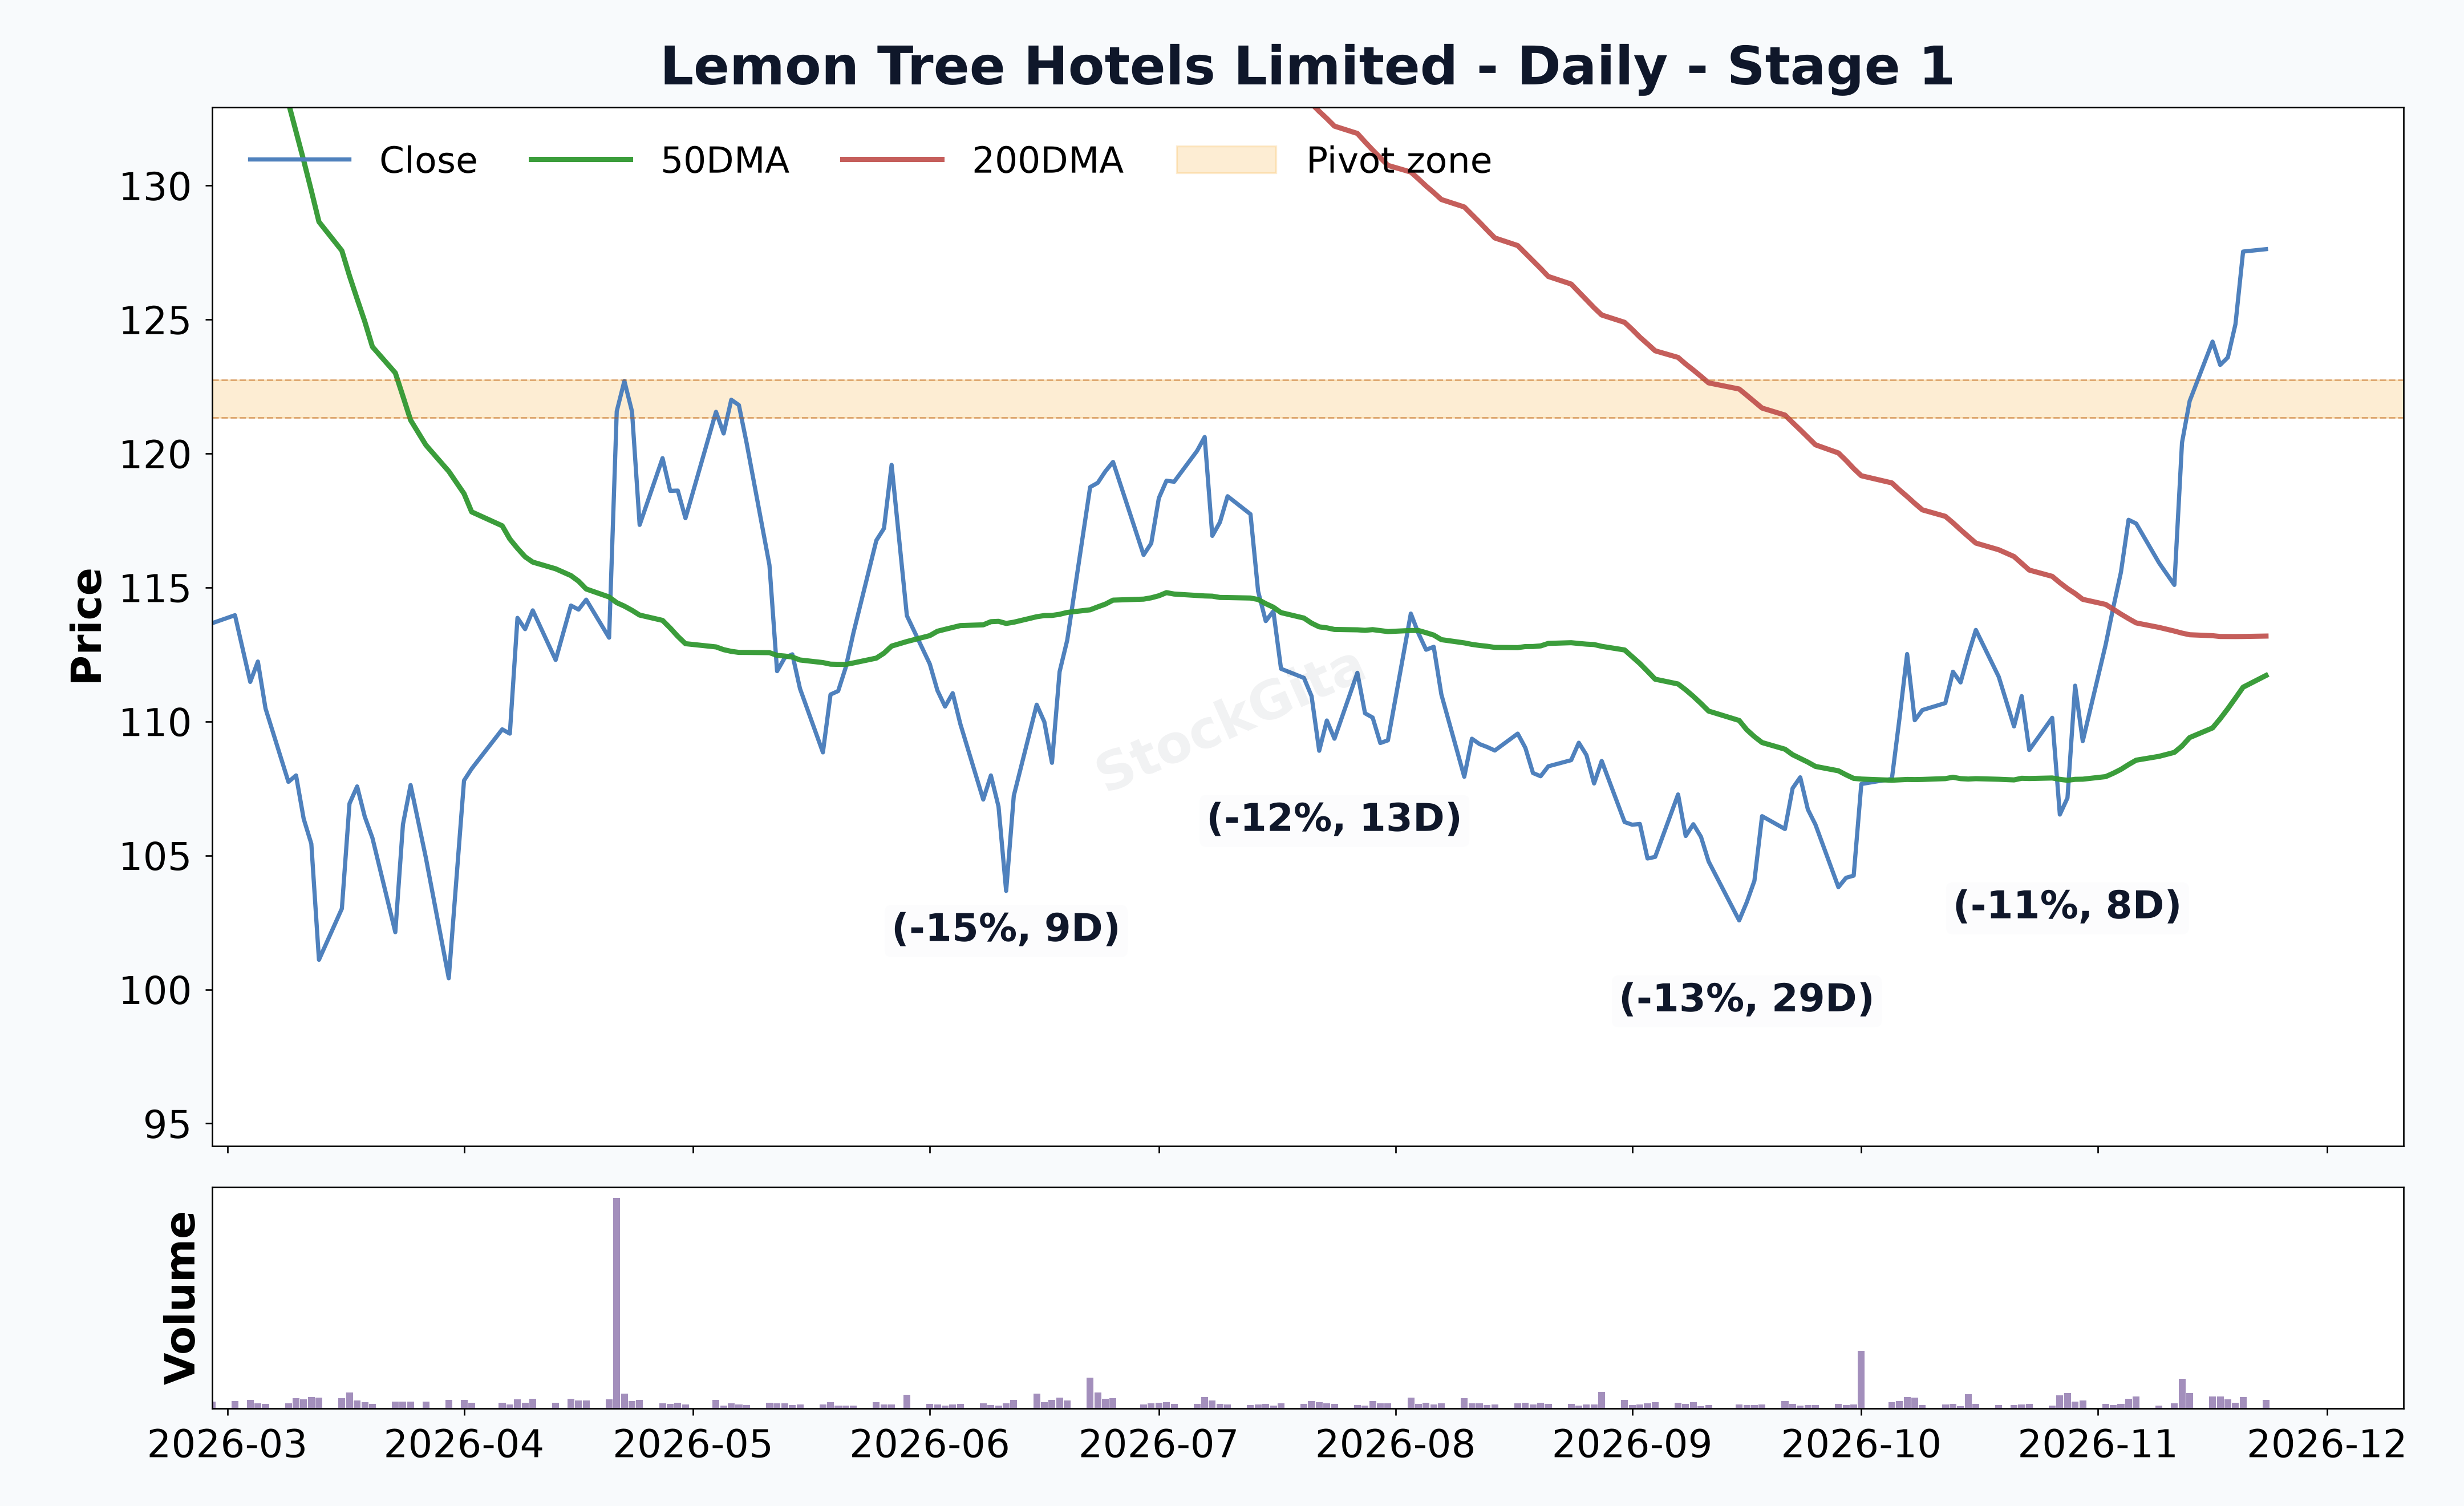 Lemon Tree Hotels Limited - Daily - Stage 1
Close 50DMA 200DMA Pivot zone
130
125
120
115
110
105
100
95
Price
StockGita
(-12%, 13D)
(-11%, 8D)
(-15%, 9D)
(-13%, 29D)
Volume
2026-03 2026-04 2026-05 2026-06 2026-07 2026-08 2026-09 2026-10 2026-11 2026-12